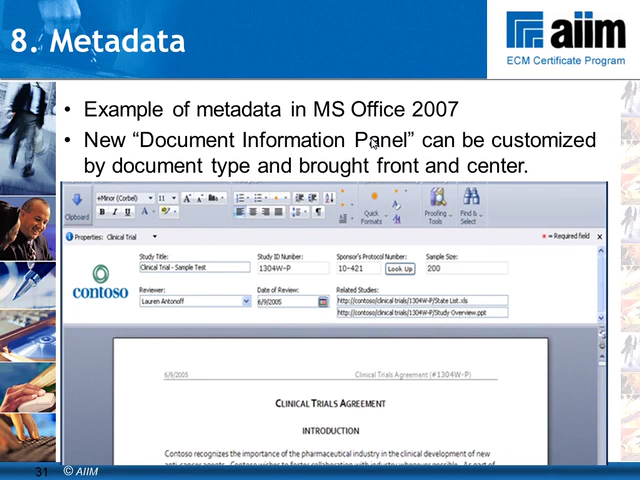 8. Metadata
aiim
ECM Certificate Program
• Example of metadata in MS Office 2007
• New “Document Information Panel” can be customized
by document type and brought front and center.
+Minor (Corbel) 11
Clipboard
B I U
Quick Formats
Proofing Tools
Find & Select
Properties: Clinical Trial
* = Required field x
Study Title: Study ID Number: Sponsor's Protocol Number: Sample Size:
Clinical Trial - Sample Test 1304W-P 10-421 Look Up 200
contoso
Reviewer: Date of Review: Related Studies:
Lauren Antonoff 6/9/2005 http://contoso/clinical trials/1304W-P/State List.xls
http://contoso/clinical trials/1304W-P/Study Overview.ppt
6/9/2005 Clinical Trials Agreement (#1304W-P)
CLINICAL TRIALS AGREEMENT
INTRODUCTION
Contoso recognizes the importance of the pharmaceutical industry in the clinical development of new
31 © AIIM